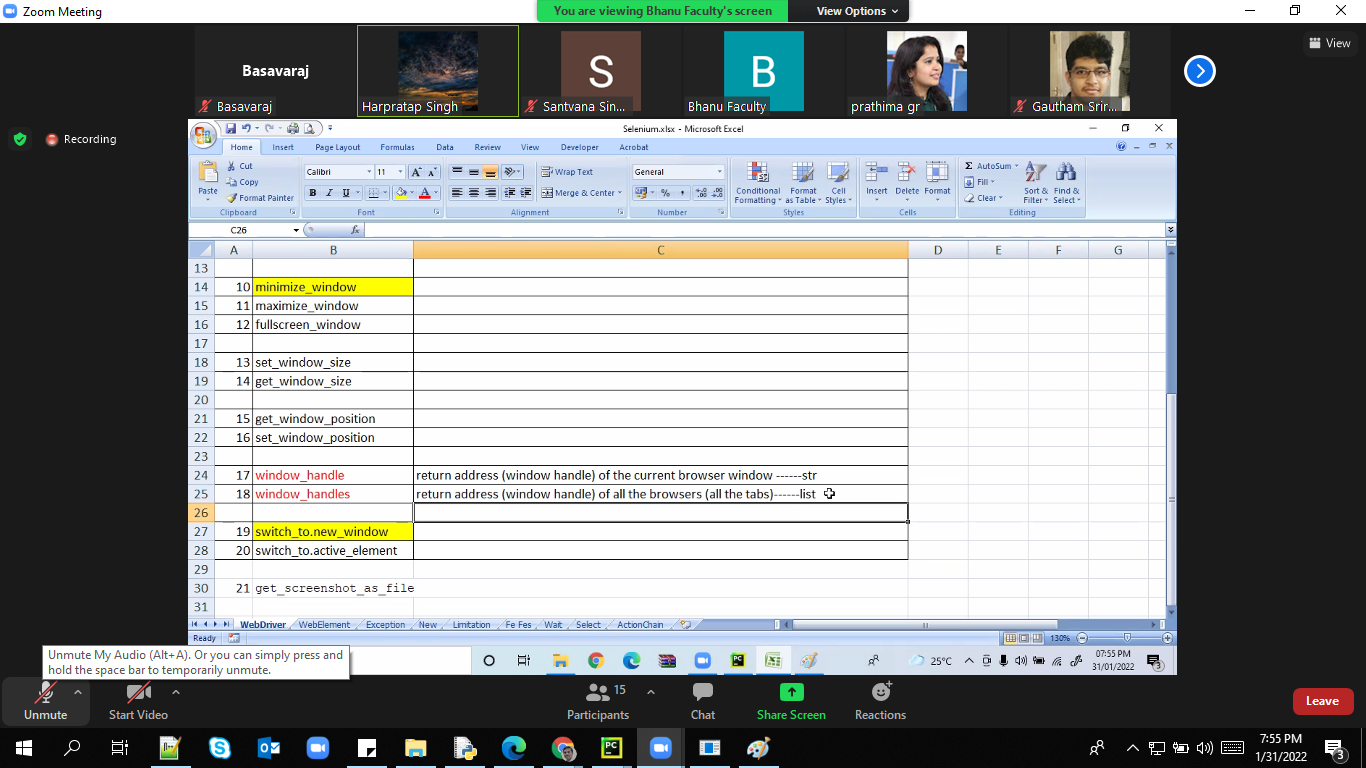 Zoom Meeting
You are viewing Bhanu Faculty's screen
View Options
Basavaraj
S
B
View
Basavaraj
Harpratap Singh
Santvana Sin...
Bhanu Faculty
prathima gr
Gautham Srir...
Recording
Selenium.xlsx - Microsoft Excel
Home Insert Page Layout Formulas Data Review View Developer Acrobat
Paste
Cut
Copy
Format Painter
Clipboard
Calibri 11
B I U
Font
Wrap Text
Merge & Center
Alignment
General
Number
Conditional Formatting
Format as Table
Cell Styles
Styles
Insert Delete Format
Cells
AutoSum
Fill
Clear
Sort & Filter
Find & Select
Editing
C26 fx
A B C D E F G
13
14 10 minimize_window
15 11 maximize_window
16 12 fullscreen_window
17
18 13 set_window_size
19 14 get_window_size
20
21 15 get_window_position
22 16 set_window_position
23
24 17 window_handle return address (window handle) of the current browser window ------str
25 18 window_handles return address (window handle) of all the browsers (all the tabs)------list
26
27 19 switch_to.new_window
28 20 switch_to.active_element
29
30 21 get_screenshot_as_file
31
WebDriver WebElement Exception New Limitation Fe Fes Wait Select ActionChain
Ready 130%
Unmute My Audio (Alt+A). Or you can simply press and
hold the space bar to temporarily unmute.
25°C
07:55 PM
31/01/2022
3
Unmute
Start Video
15
Participants
Chat
Share Screen
Reactions
Leave
7:55 PM
1/31/2022
3